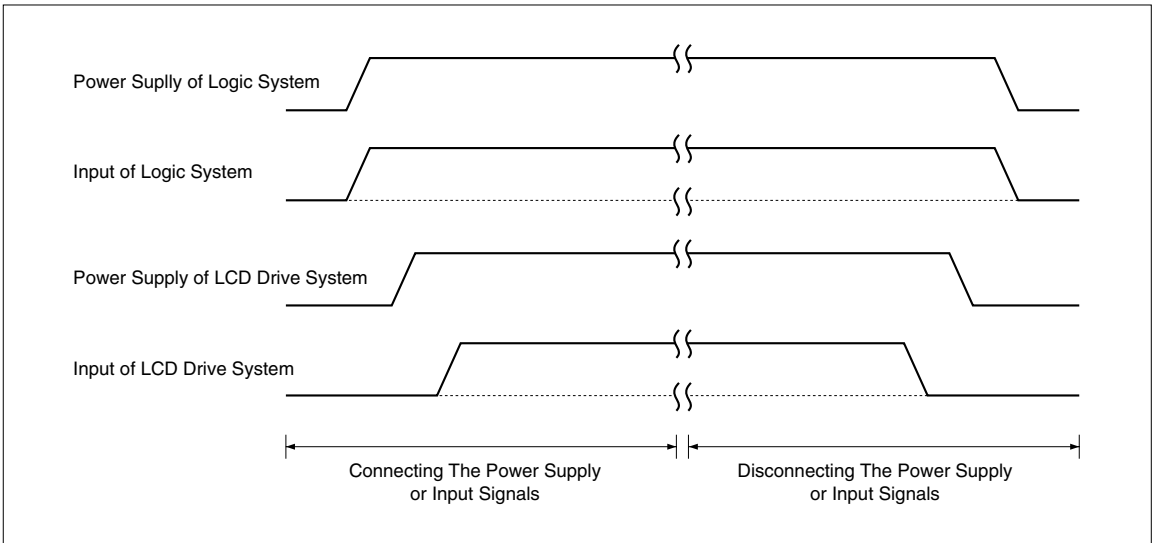 Power Suplly of Logic System
Input of Logic System
Power Supply of LCD Drive System
Input of LCD Drive System
Connecting The Power Supply
or Input Signals
Disconnecting The Power Supply
or Input Signals